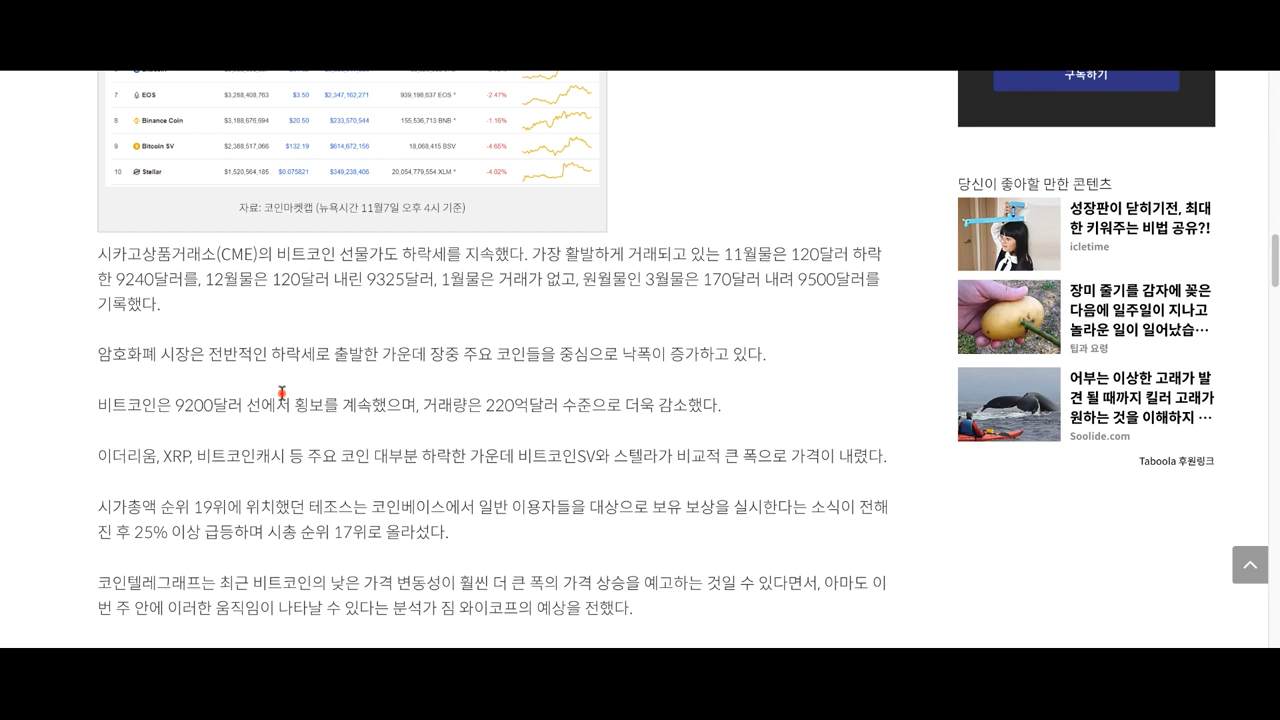 구독하기
7 EOS $3,288,408,763 $3.50 $2,347,162,271 939,198,637 EOS * -2.47%
8 Binance Coin $3,188,676,694 $20.50 $233,570,544 155,536,713 BNB * -1.16%
9 Bitcoin SV $2,388,517,066 $132.19 $614,672,156 18,068,415 BSV -4.65%
10 Stellar $1,520,564,185 $0.075821 $349,238,405 20,054,779,554 XLM * -4.02%
자료: 코인마켓캡 (뉴욕시간 11월7일 오후 4시 기준)
시카고상품거래소(CME)의 비트코인 선물가도 하락세를 지속했다. 가장 활발하게 거래되고 있는 11월물은 120달러 하락
한 9240달러를, 12월물은 120달러 내린 9325달러, 1월물은 거래가 없고, 원월물인 3월물은 170달러 내려 9500달러를
기록했다.
암호화폐 시장은 전반적인 하락세로 출발한 가운데 장중 주요 코인들을 중심으로 낙폭이 증가하고 있다.
비트코인은 9200달러 선에서 횡보를 계속했으며, 거래량은 220억달러 수준으로 더욱 감소했다.
이더리움, XRP, 비트코인캐시 등 주요 코인 대부분 하락한 가운데 비트코인SV와 스텔라가 비교적 큰 폭으로 가격이 내렸다.
시가총액 순위 19위에 위치했던 테조스는 코인베이스에서 일반 이용자들을 대상으로 보유 보상을 실시한다는 소식이 전해
진 후 25% 이상 급등하며 시총 순위 17위로 올라섰다.
코인텔레그래프는 최근 비트코인의 낮은 가격 변동성이 훨씬 더 큰 폭의 가격 상승을 예고하는 것일 수 있다면서, 아마도 이
번 주 안에 이러한 움직임이 나타날 수 있다는 분석가 짐 와이코프의 예상을 전했다.
당신이 좋아할 만한 콘텐츠
성장판이 닫히기전, 최대
한 키워주는 비법 공유?!
icletime
장미 줄기를 감자에 꽂은
다음에 일주일이 지나고
놀라운 일이 일어났습…
팁과 요령
어부는 이상한 고래가 발
견 될 때까지 킬러 고래가
원하는 것을 이해하지 …
Soolide.com
Taboola 후원링크